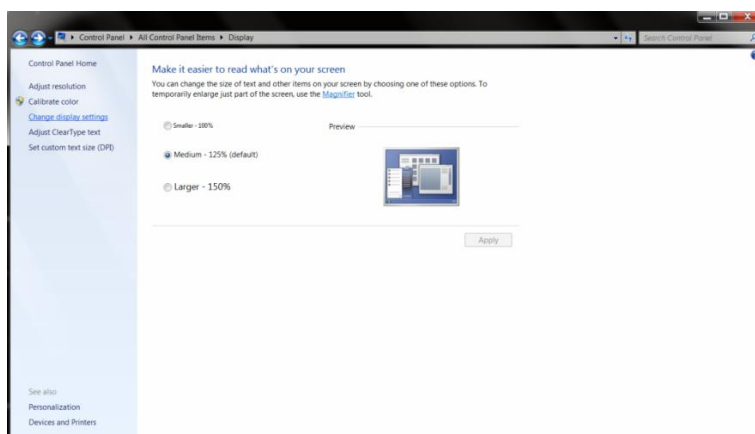 Control Panel ▸ All Control Panel Items ▸ Display
Search Control Panel
Control Panel Home
Adjust resolution
Calibrate color
Change display settings
Adjust ClearType text
Set custom text size (DPI)
See also
Personalization
Devices and Printers
Make it easier to read what's on your screen
You can change the size of text and other items on your screen by choosing one of these options. To
temporarily enlarge just part of the screen, use the Magnifier tool.
Smaller - 100%
Preview
Medium - 125% (default)
Larger - 150%
Apply